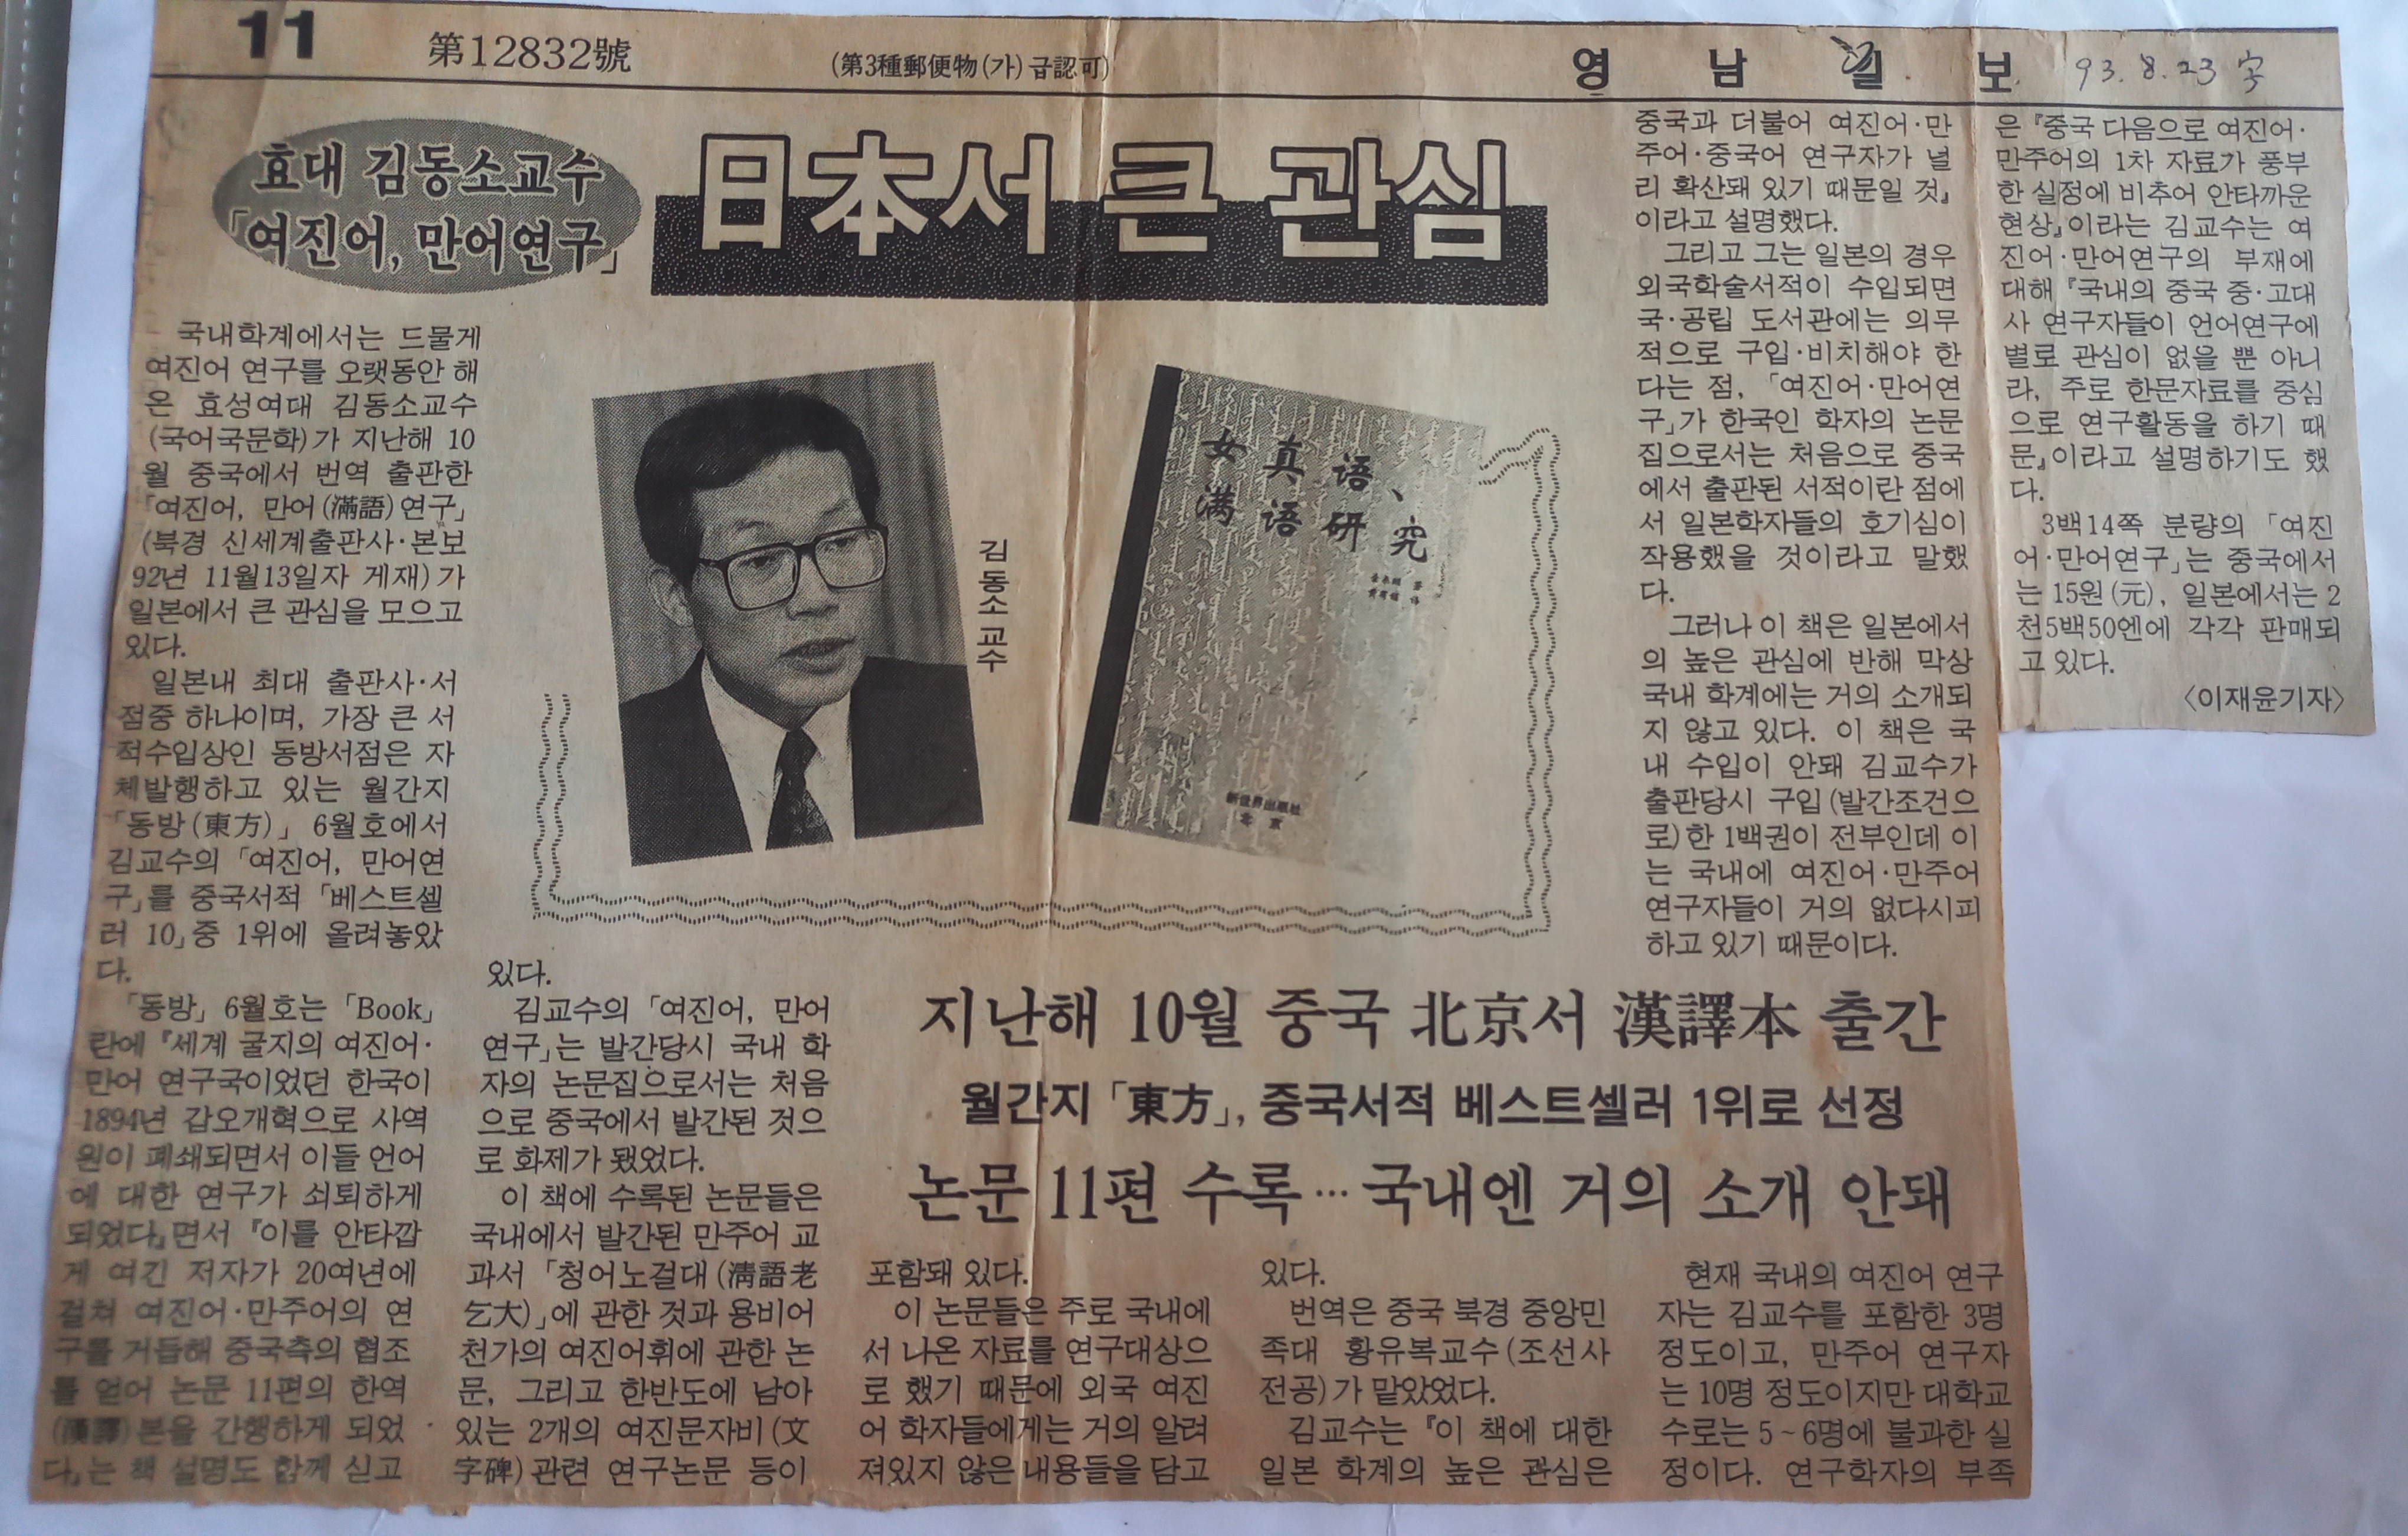 11
第12832號
(第3種郵便物(가)급認可)
영남일보
93. 8. 23
효대 김동소교수
「여진어, 만어연구」
日本서 큰 관심
국내학계에서는 드물게
여진어 연구를 오랫동안 해
온 효성여대 김동소교수
(국어국문학)가 지난해 10
월 중국에서 번역 출판한
「여진어, 만어(滿語)연구」
(북경 신세계출판사·본보
92년 11월13일자 게재)가
일본에서 큰 관심을 모으고
있다.
일본내 최대 출판사·서
점중 하나이며, 가장 큰 서
적수입상인 동방서점은 자
체발행하고 있는 월간지
「동방(東方)」 6월호에서
김교수의 「여진어, 만어연
구」를 중국서적 「베스트셀
러 10」중 1위에 올려놓았
다.
「동방」 6월호는 「Book」
란에 『세계 굴지의 여진어·
만어 연구국이었던 한국이
1894년 갑오개혁으로 사역
원이 폐쇄되면서 이들 언어
에 대한 연구가 쇠퇴하게
되었다』면서 『이를 안타깝
게 여긴 저자가 20여년에
걸쳐 여진어·만주어의 연
구를 거듭해 중국측의 협조
를 얻어 논문 11편의 한역
(漢譯)본을 간행하게 되었
다』는 책 설명도 함께 싣고
있다.
김교수의 「여진어, 만어
연구」는 발간당시 국내 학
자의 논문집으로서는 처음
으로 중국에서 발간된 것으
로 화제가 됐었다.
이 책에 수록된 논문들은
국내에서 발간된 만주어 교
과서 「청어노걸대(淸語老
乞大)」에 관한 것과 용비어
천가의 여진어휘에 관한 논
문, 그리고 한반도에 남아
있는 2개의 여진문자비(文
字碑)관련 연구논문 등이
김동소교수
女真语、
满语研究
新世界出版社
北京
지난해 10월 중국 北京서 漢譯本 출간
월간지 「東方」, 중국서적 베스트셀러 1위로 선정
논문 11편 수록…국내엔 거의 소개 안돼
포함돼 있다.
이 논문들은 주로 국내에
서 나온 자료를 연구대상으
로 했기 때문에 외국 여진
어 학자들에게는 거의 알려
져있지 않은 내용들을 담고
있다.
번역은 중국 북경 중앙민
족대 황유복교수(조선사
전공)가 맡았었다.
김교수는 『이 책에 대한
일본 학계의 높은 관심은
중국과 더불어 여진어·만
주어·중국어 연구자가 널
리 확산돼 있기 때문일 것』
이라고 설명했다.
그리고 그는 일본의 경우
외국학술서적이 수입되면
국·공립 도서관에는 의무
적으로 구입·비치해야 한
다는 점, 「여진어·만어연
구」가 한국인 학자의 논문
집으로서는 처음으로 중국
에서 출판된 서적이란 점에
서 일본학자들의 호기심이
작용했을 것이라고 말했
다.
그러나 이 책은 일본에서
의 높은 관심에 반해 막상
국내 학계에는 거의 소개되
지 않고 있다. 이 책은 국
내 수입이 안돼 김교수가
출판당시 구입(발간조건으
로)한 1백권이 전부인데 이
는 국내에 여진어·만주어
연구자들이 거의 없다시피
하고 있기 때문이다.
현재 국내의 여진어 연구
자는 김교수를 포함한 3명
정도이고, 만주어 연구자
는 10명 정도이지만 대학교
수로는 5~6명에 불과한 실
정이다. 연구학자의 부족
은 『중국 다음으로 여진어·
만주어의 1차 자료가 풍부
한 실정에 비추어 안타까운
현상』이라는 김교수는 여
진어·만어연구의 부재에
대해 『국내의 중국 중·고대
사 연구자들이 언어연구에
별로 관심이 없을 뿐 아니
라, 주로 한문자료를 중심
으로 연구활동을 하기 때
문』이라고 설명하기도 했
다.
3백14쪽 분량의 「여진
어·만어연구」는 중국에서
는 15원(元), 일본에서는 2
천5백50엔에 각각 판매되
고 있다.
〈이재윤기자〉